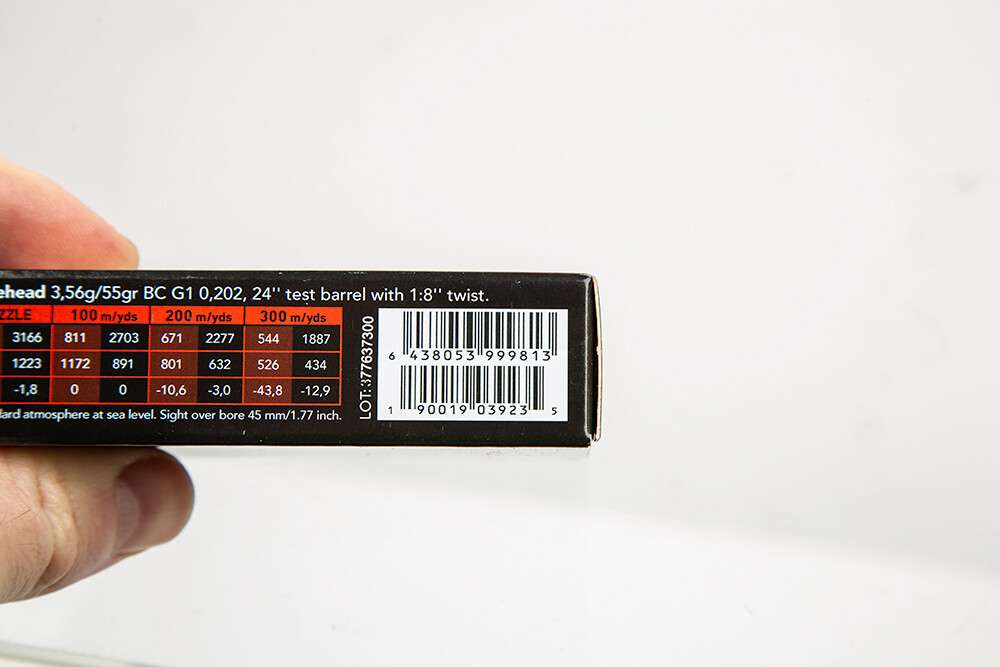 ehead 3,56g/55gr BC G1 0,202, 24'' test barrel with 1:8'' twist.
ZZLE 100 m/yds 200 m/yds 300 m/yds
3166 811 2703 671 2277 544 1887
1223 1172 891 801 632 526 434
-1,8 0 0 -10,6 -3,0 -43,8 -12,9
dard atmosphere at sea level. Sight over bore 45 mm/1.77 inch.
LOT: 377637300
6 438053 999813
1 90019 03923 5